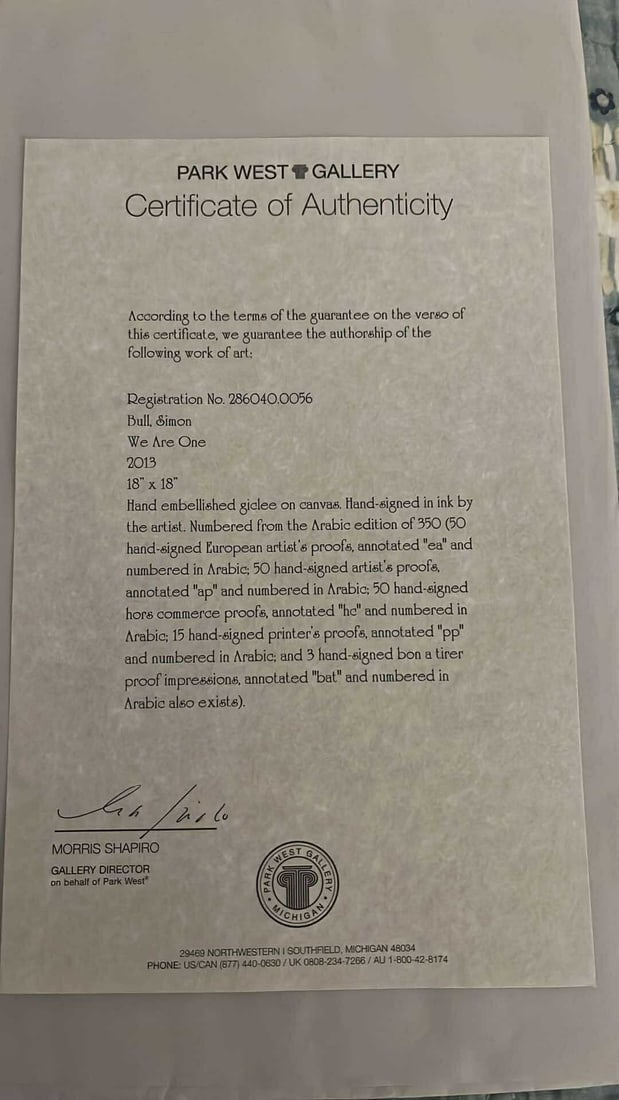 PARK WEST GALLERY
Certificate of Authenticity
According to the terms of the guarantee on the verso of
this certificate, we guarantee the authorship of the
following work of art:
Registration No. 286040.0056
Bull, Simon
We Are One
2013
18" x 18"
Hand embellished giclee on canvas. Hand-signed in ink by
the artist. Numbered from the Arabic edition of 350 (50
hand-signed European artist's proofs, annotated "ea" and
numbered in Arabic; 50 hand-signed artist's proofs,
annotated "ap" and numbered in Arabic; 50 hand-signed
hors commerce proofs, annotated "hc" and numbered in
Arabic; 15 hand-signed printer's proofs, annotated "pp"
and numbered in Arabic; and 3 hand-signed bon a tirer
proof impressions, annotated "bat" and numbered in
Arabic also exists).
MORRIS SHAPIRO
GALLERY DIRECTOR
on behalf of Park West®
PARK WEST GALLERY
• MICHIGAN •
29469 NORTHWESTERN | SOUTHFIELD, MICHIGAN 48034
PHONE: US/CAN (877) 440-0630 / UK 0808-234-7266 / AU 1-800-42-8174